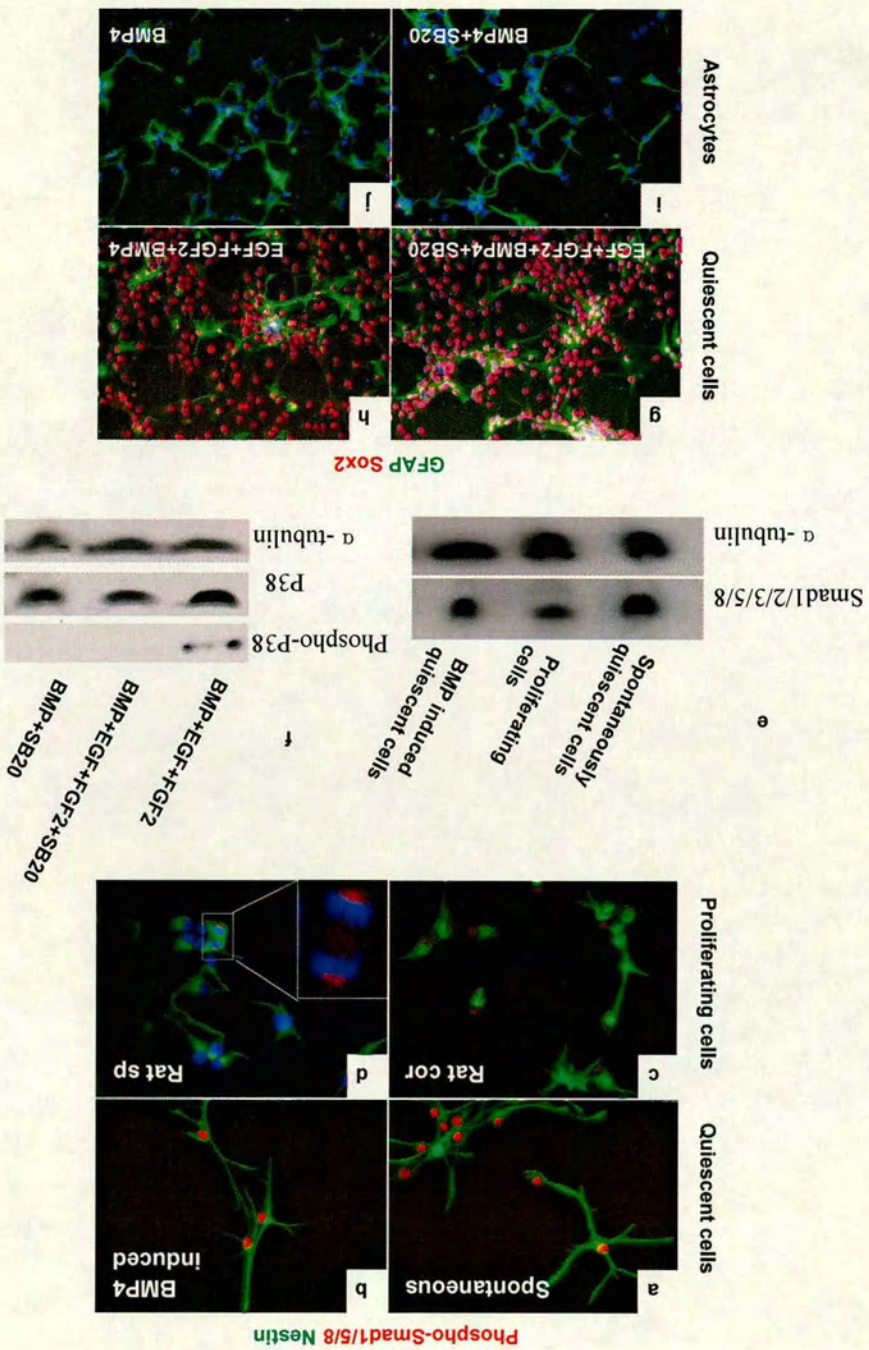 Phospho-Smad1/5/8 Nestin
Quiescent cells
a
Spontaneous
b
BMP4
induced
Proliferating cells
c
Rat cor
d
Rat sp
e
Spontaneously
quiescent cells
Proliferating
cells
BMP induced
quiescent cells
Smad1/2/3/5/8
α -tubulin
f
BMP+EGF+FGF2
BMP+EGF+FGF2+SB20
BMP+SB20
Phospho-P38
P38
α -tubulin
GFAP Sox2
Quiescent cells
g
EGF+FGF2+BMP4+SB20
h
EGF+FGF2+BMP4
Astrocytes
i
BMP4+SB20
j
BMP4